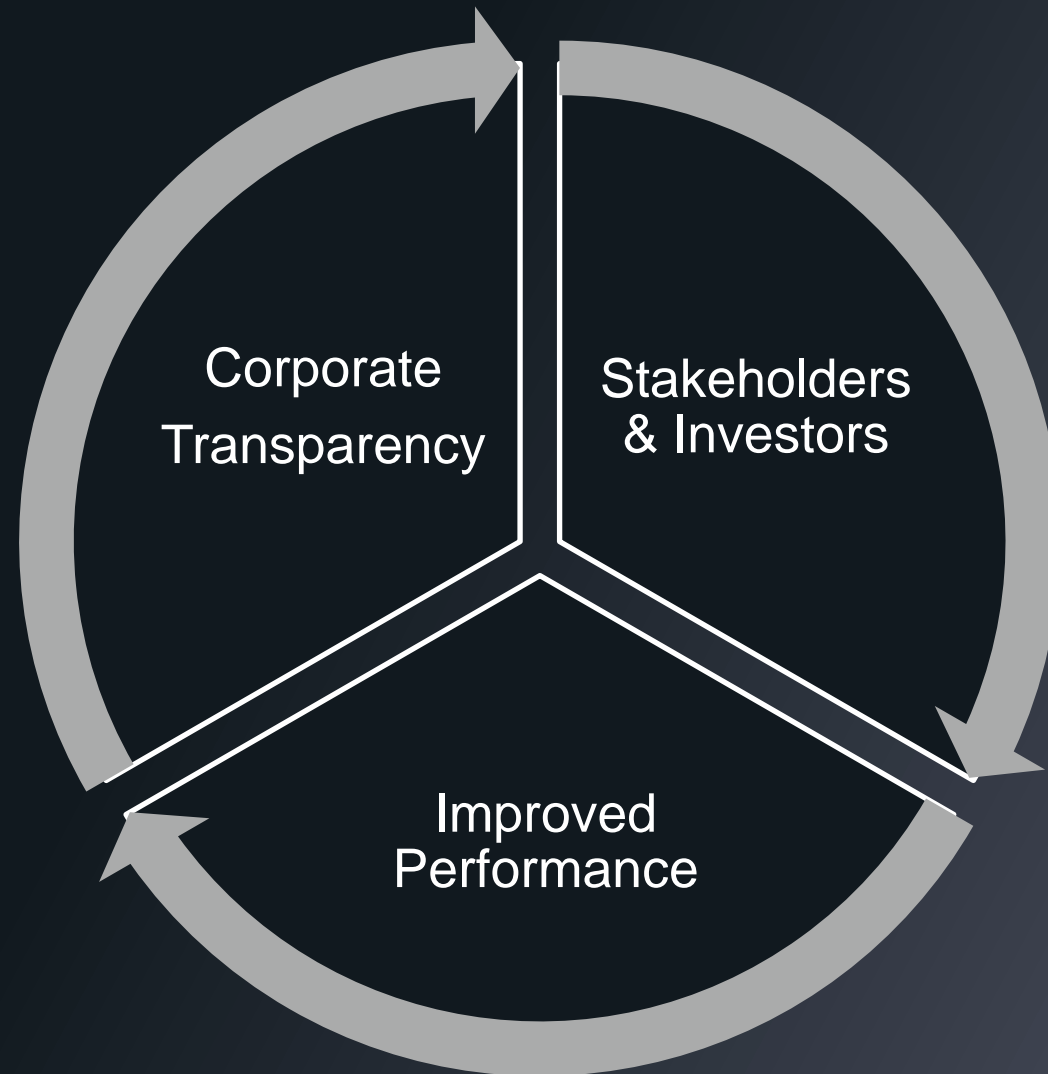 Corporate
Transparency
Stakeholders
& Investors
Improved
Performance